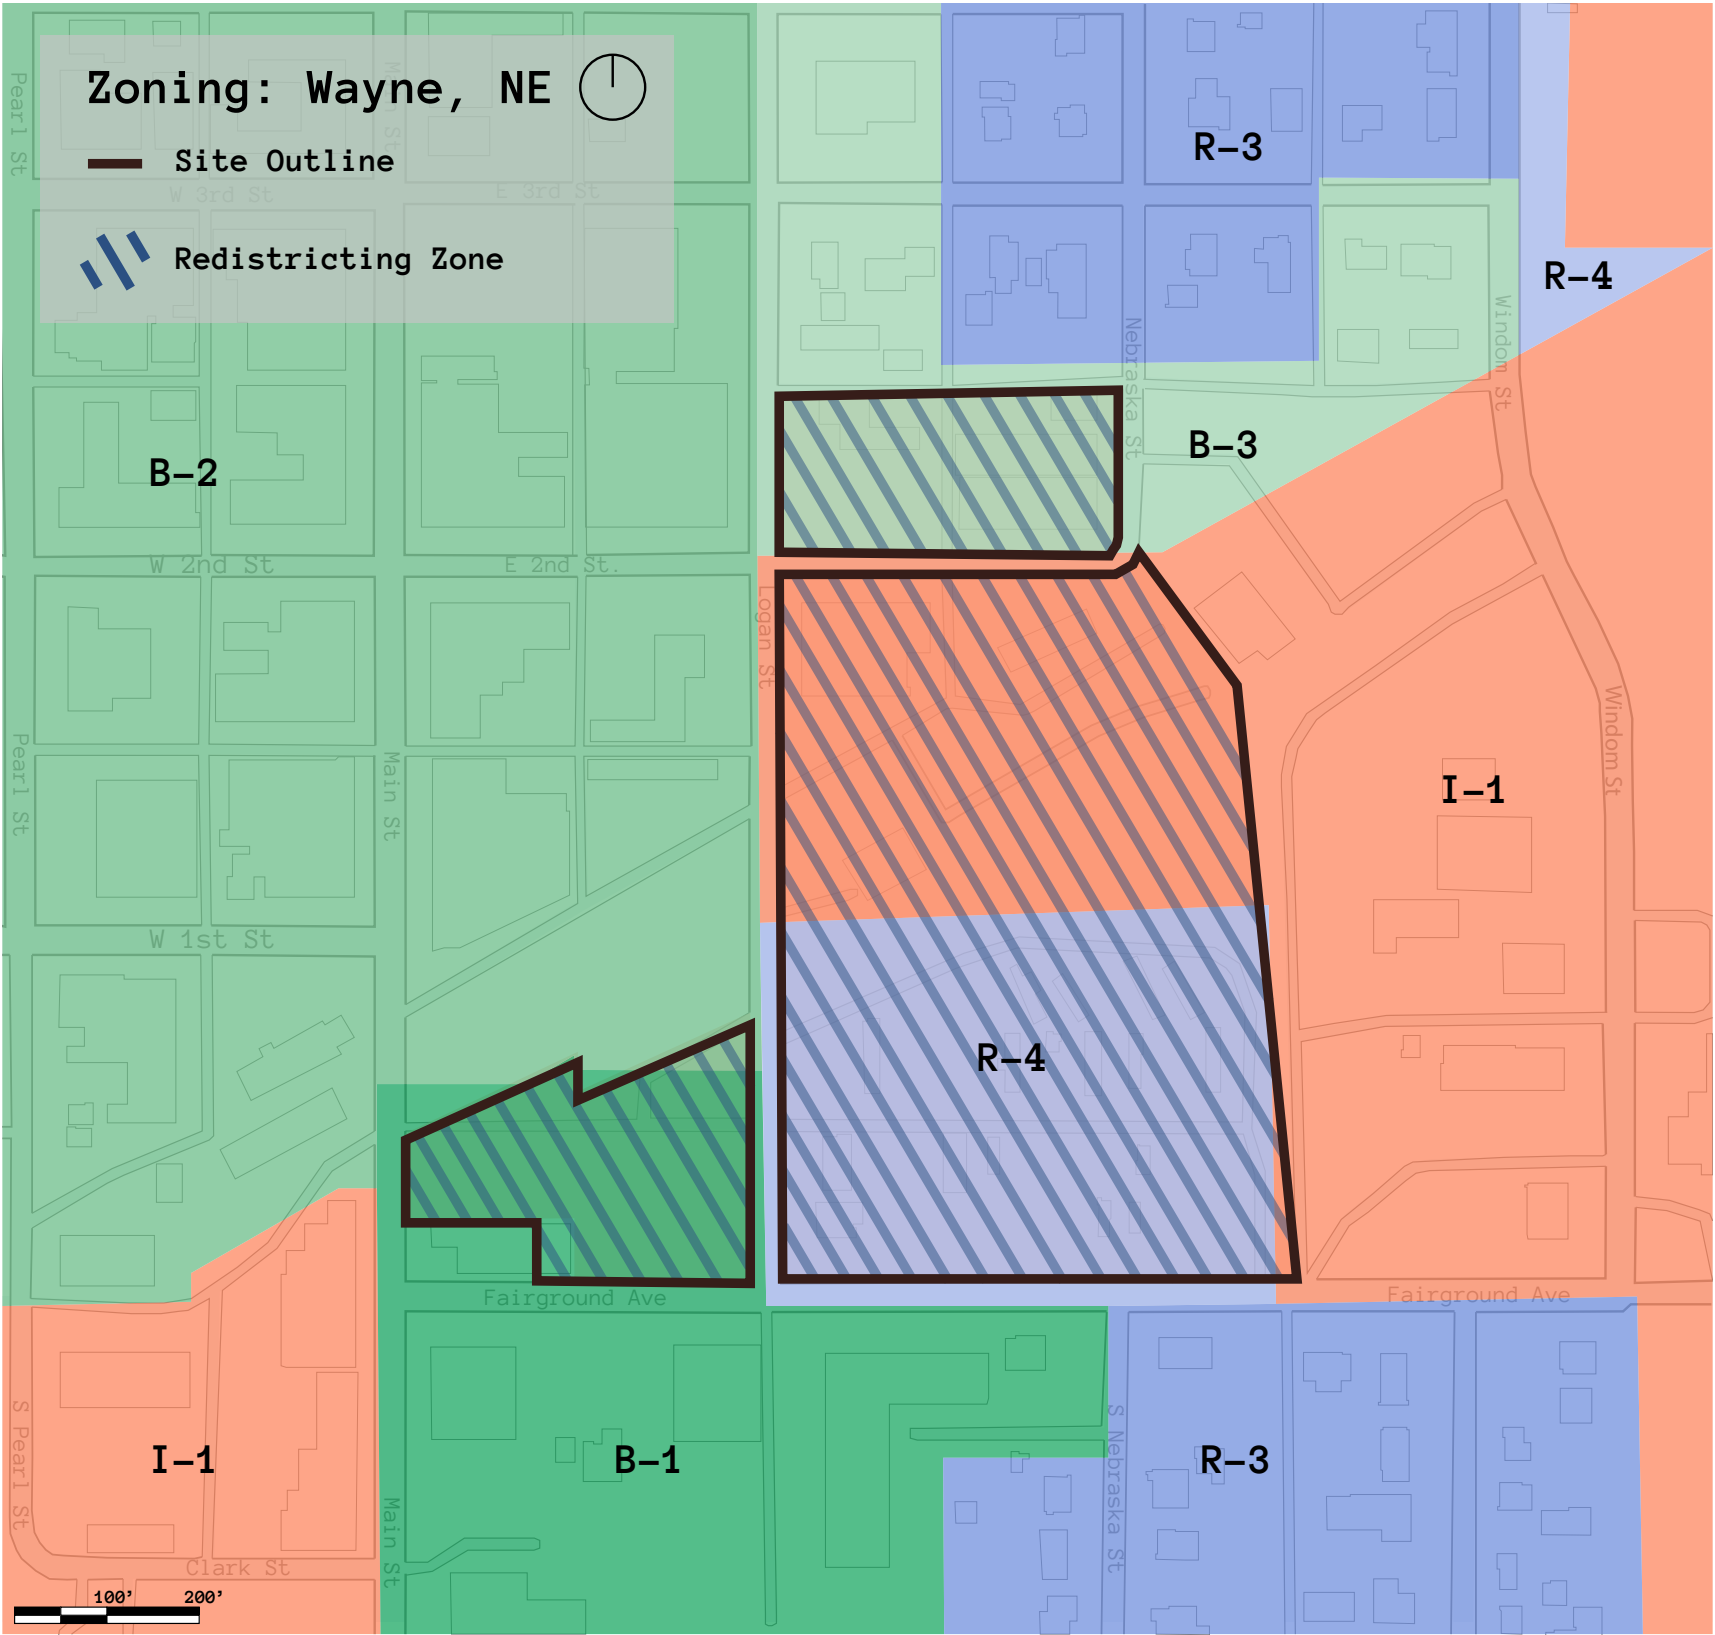 Zoning: Wayne, NE
Site Outline
Redistricting Zone
Pearl St
Main St
W 3rd St
E 3rd St
R-3
R-4
Nebraska St
Windom St
B-3
B-2
W 2nd St
E 2nd St.
Logan St
Pearl St
Main St
Windom St
I-1
W 1st St
R-4
Fairground Ave
Fairground Ave
S Pearl St
I-1
Main St
B-1
S Nebraska St
R-3
Clark St
100' 200'